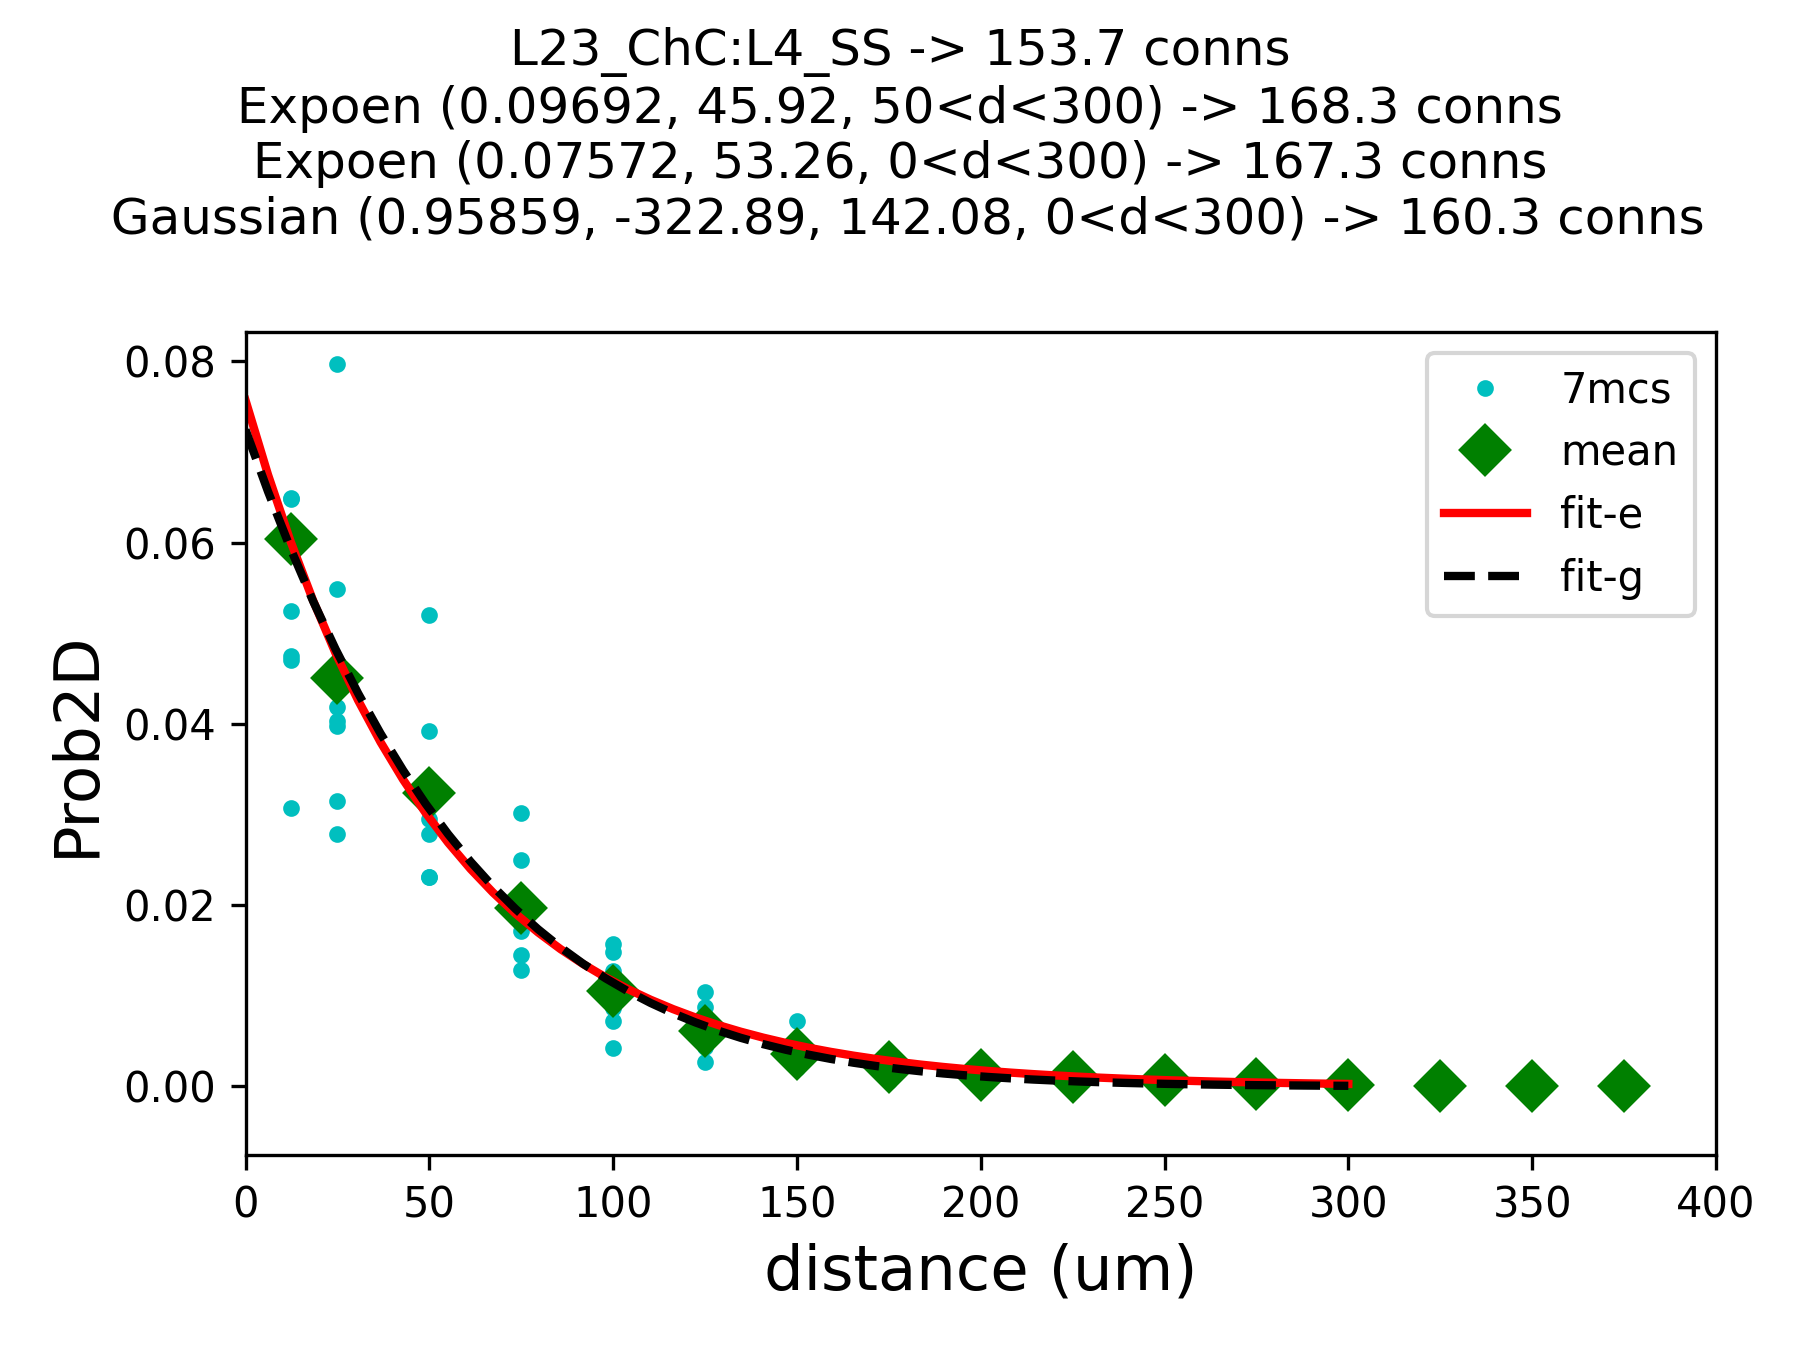 L23_ChC:L4_SS -> 153.7 conns
Expoen (0.09692, 45.92, 50<d<300) -> 168.3 conns
Expoen (0.07572, 53.26, 0<d<300) -> 167.3 conns
Gaussian (0.95859, -322.89, 142.08, 0<d<300) -> 160.3 conns
7mcs
mean
fit-e
fit-g
Prob2D
0.08
0.06
0.04
0.02
0.00
0 50 100 150 200 250 300 350 400
distance (um)